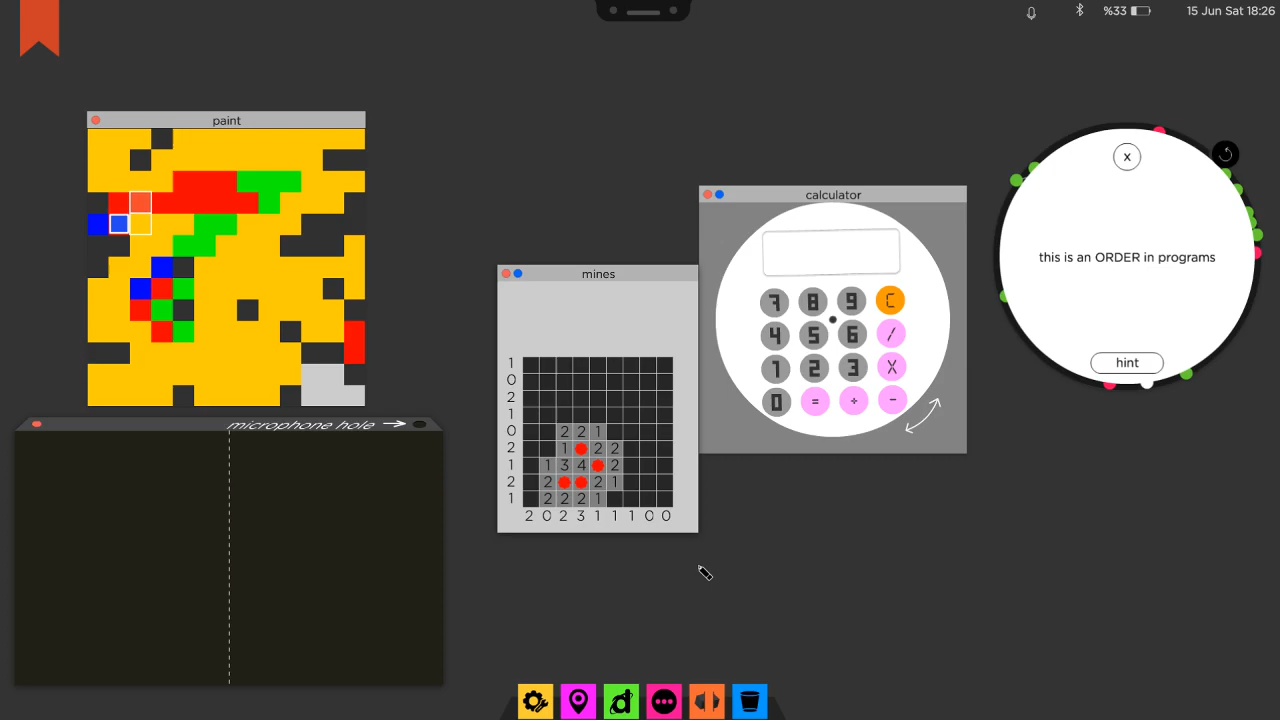 %33
15 Jun Sat 18:26
paint
microphone hole
mines
1
0
2
1
0 2 2 1
2 1 2 2
1 1 3 4 2
2 2 2 1
1 2 2 2 1
2 0 2 3 1 1 1 0 0
calculator
7 8 9 C
4 5 6 /
1 2 3 X
0 = ÷ -
x
this is an ORDER in programs
hint
d